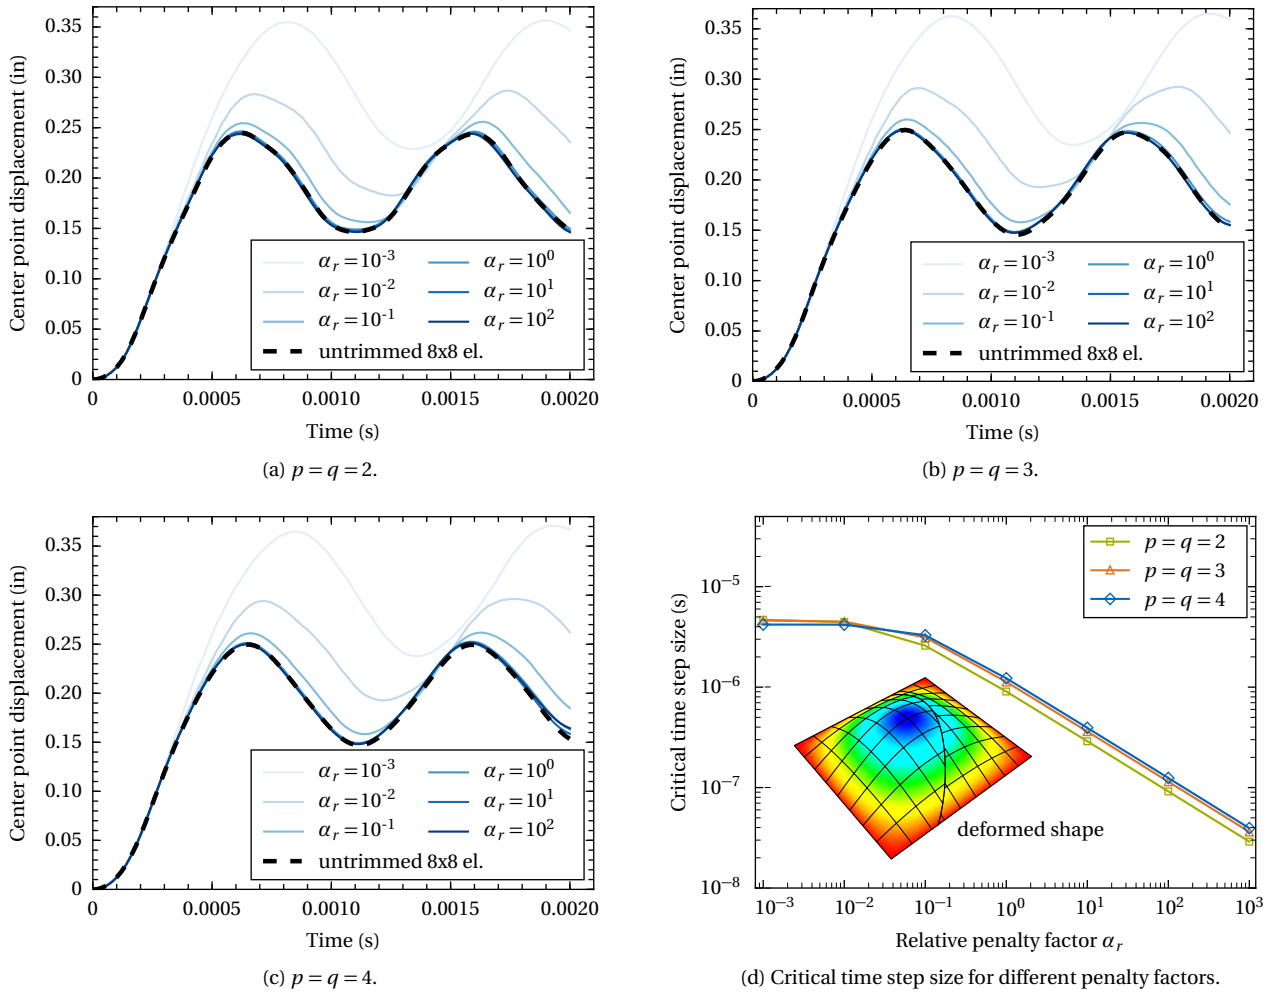 0.35
0.30
0.25
0.20
0.15
0.10
0.05
0
Center point displacement (in)
α_r = 10^-3
α_r = 10^0
α_r = 10^-2
α_r = 10^1
α_r = 10^-1
α_r = 10^2
untrimmed 8x8 el.
0 0.0005 0.0010 0.0015 0.0020
Time (s)
(a) p = q = 2.
0.35
0.30
0.25
0.20
0.15
0.10
0.05
0
Center point displacement (in)
α_r = 10^-3
α_r = 10^0
α_r = 10^-2
α_r = 10^1
α_r = 10^-1
α_r = 10^2
untrimmed 8x8 el.
0 0.0005 0.0010 0.0015 0.0020
Time (s)
(b) p = q = 3.
0.35
0.30
0.25
0.20
0.15
0.10
0.05
0
Center point displacement (in)
α_r = 10^-3
α_r = 10^0
α_r = 10^-2
α_r = 10^1
α_r = 10^-1
α_r = 10^2
untrimmed 8x8 el.
0 0.0005 0.0010 0.0015 0.0020
Time (s)
(c) p = q = 4.
p = q = 2
p = q = 3
p = q = 4
10^−5
10^−6
10^−7
10^−8
Critical time step size (s)
deformed shape
10^−3 10^−2 10^−1 10^0 10^1 10^2 10^3
Relative penalty factor α_r
(d) Critical time step size for different penalty factors.